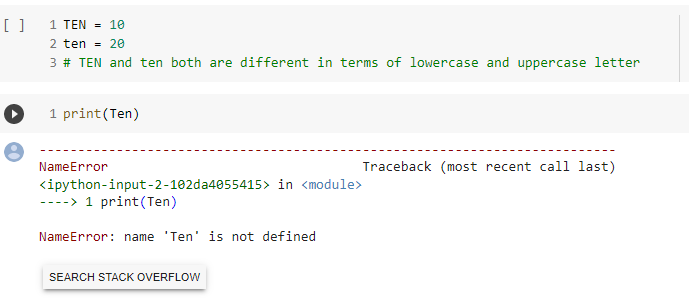 [ ] 1 TEN = 10
2 ten = 20
3 # TEN and ten both are different in terms of lowercase and uppercase letter
1 print(Ten)
---------------------------------------------------------------------------
NameError                                 Traceback (most recent call last)
<ipython-input-2-102da4055415> in <module>
----> 1 print(Ten)
NameError: name 'Ten' is not defined
SEARCH STACK OVERFLOW